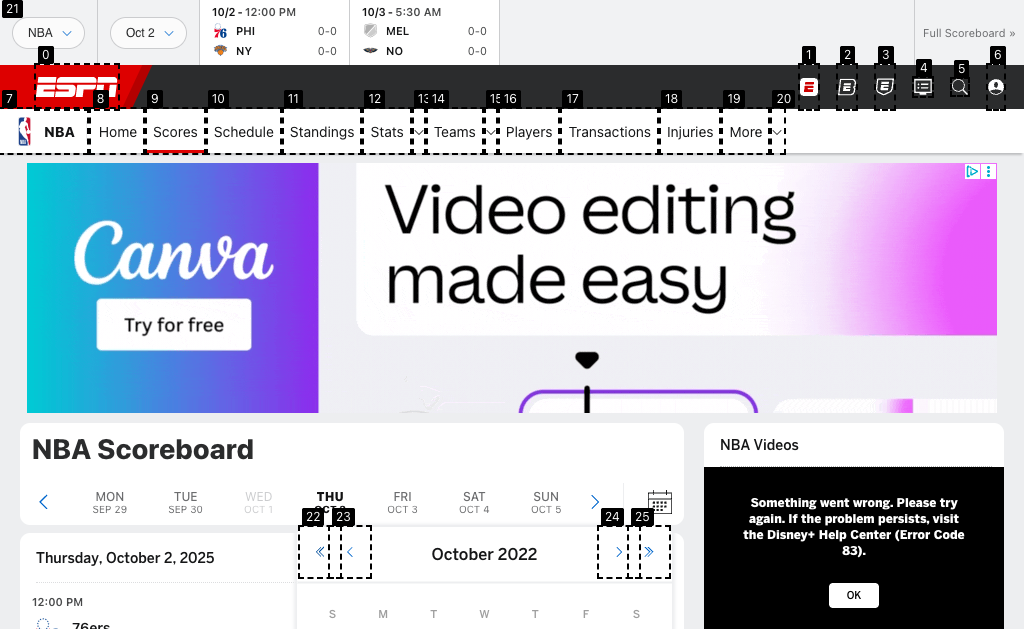 21
NBA
Oct 2
10/2 - 12:00 PM
PHI 0-0
NY 0-0
10/3 - 5:30 AM
MEL 0-0
NO 0-0
Full Scoreboard »
0 1 2 3 4 5 6
ESPN
7 8 9 10 11 12 13 14 15 16 17 18 19 20
NBA Home Scores Schedule Standings Stats Teams Players Transactions Injuries More
Canva
Try for free
Video editing
made easy
NBA Scoreboard
MON TUE WED THU FRI SAT SUN
SEP 29 SEP 30 OCT 1 OCT 2 OCT 3 OCT 4 OCT 5
22 23 24 25
Thursday, October 2, 2025
October 2022
12:00 PM
S M T W T F S
76ers
NBA Videos
Something went wrong. Please try
again. If the problem persists, visit
the Disney+ Help Center (Error Code
83).
OK